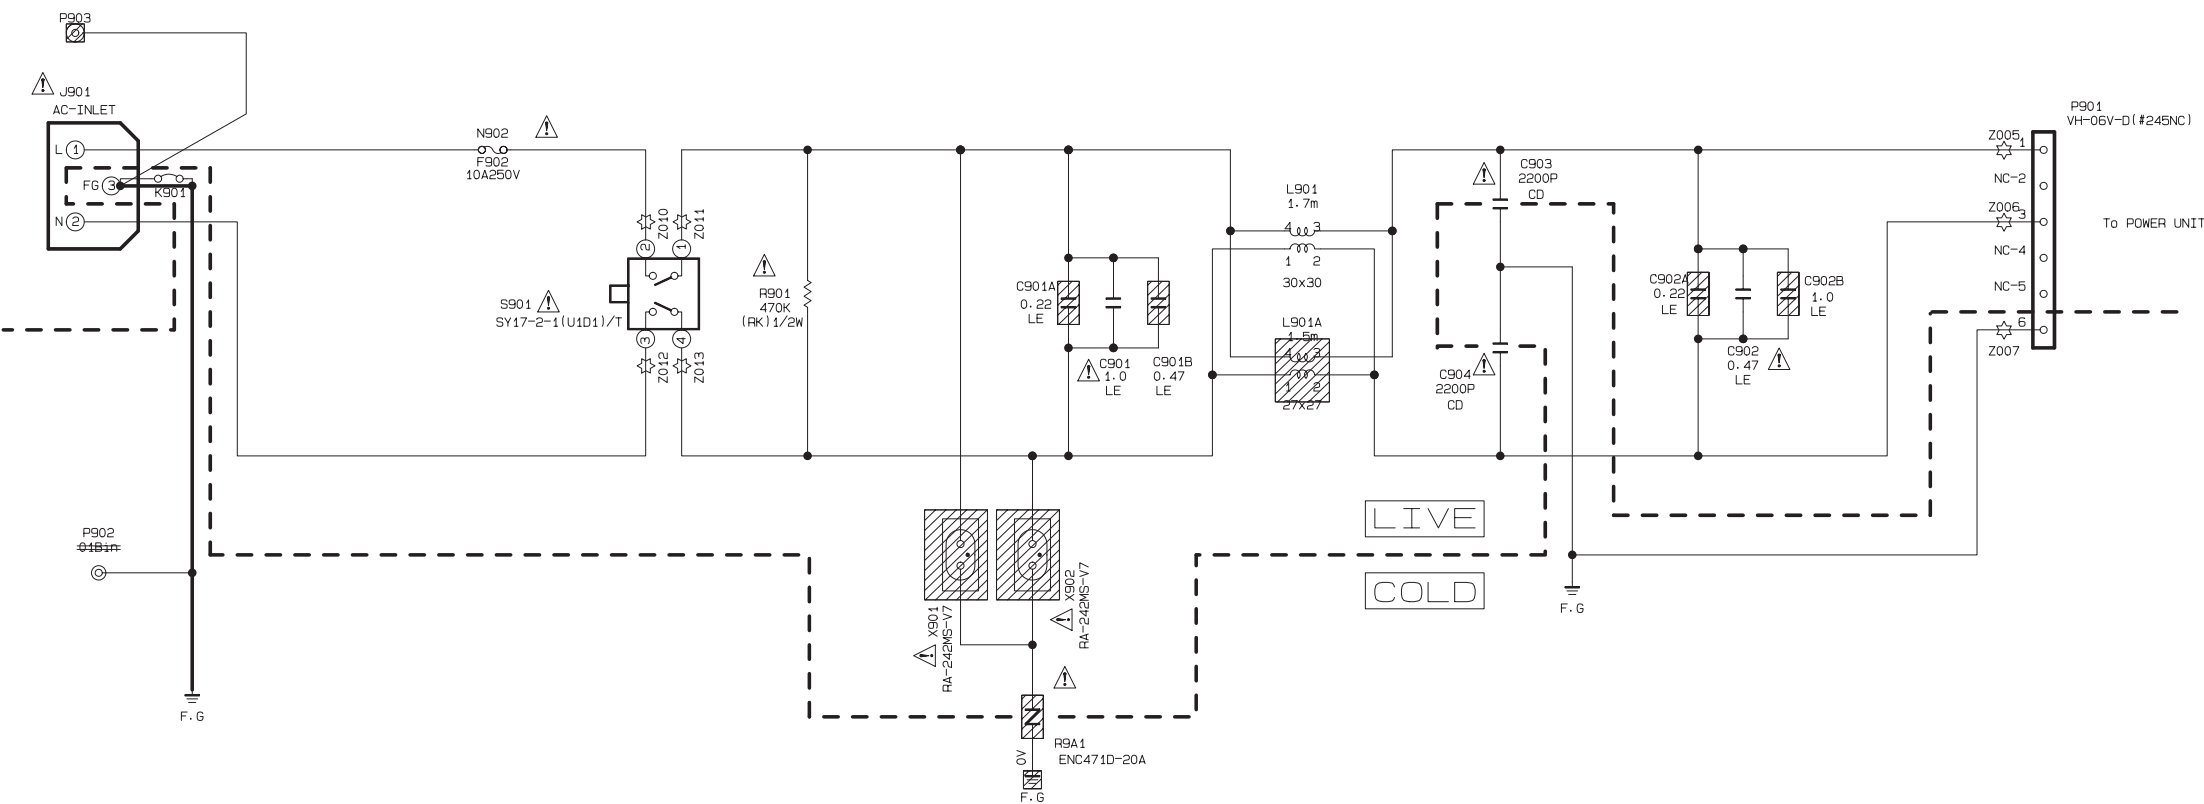 P903
J901
AC-INLET
L 1
FG 3
K901
N 2
P902
01Bin
F.G
N902
F902
10A250V
Z010
Z011
2
1
S901
SY17-2-1(U1D1)/T
3
4
Z012
Z013
R901
470K
(RK)1/2W
C901A
0.22
LE
C901
1.0
LE
C901B
0.47
LE
X901
RA-242MS-V7
X902
RA-242MS-V7
R9A1
ENC471D-20A
0V
F.G
L901
1.7m
4 3
1 2
30x30
L901A
1.5m
4 3
1 2
27x27
C903
2200P
CD
C904
2200P
CD
LIVE
COLD
F.G
C902A
0.22
LE
C902
0.47
LE
C902B
1.0
LE
P901
VH-06V-D(#245NC)
Z005 1
NC-2
Z006 3
NC-4
NC-5
6
Z007
To POWER UNIT